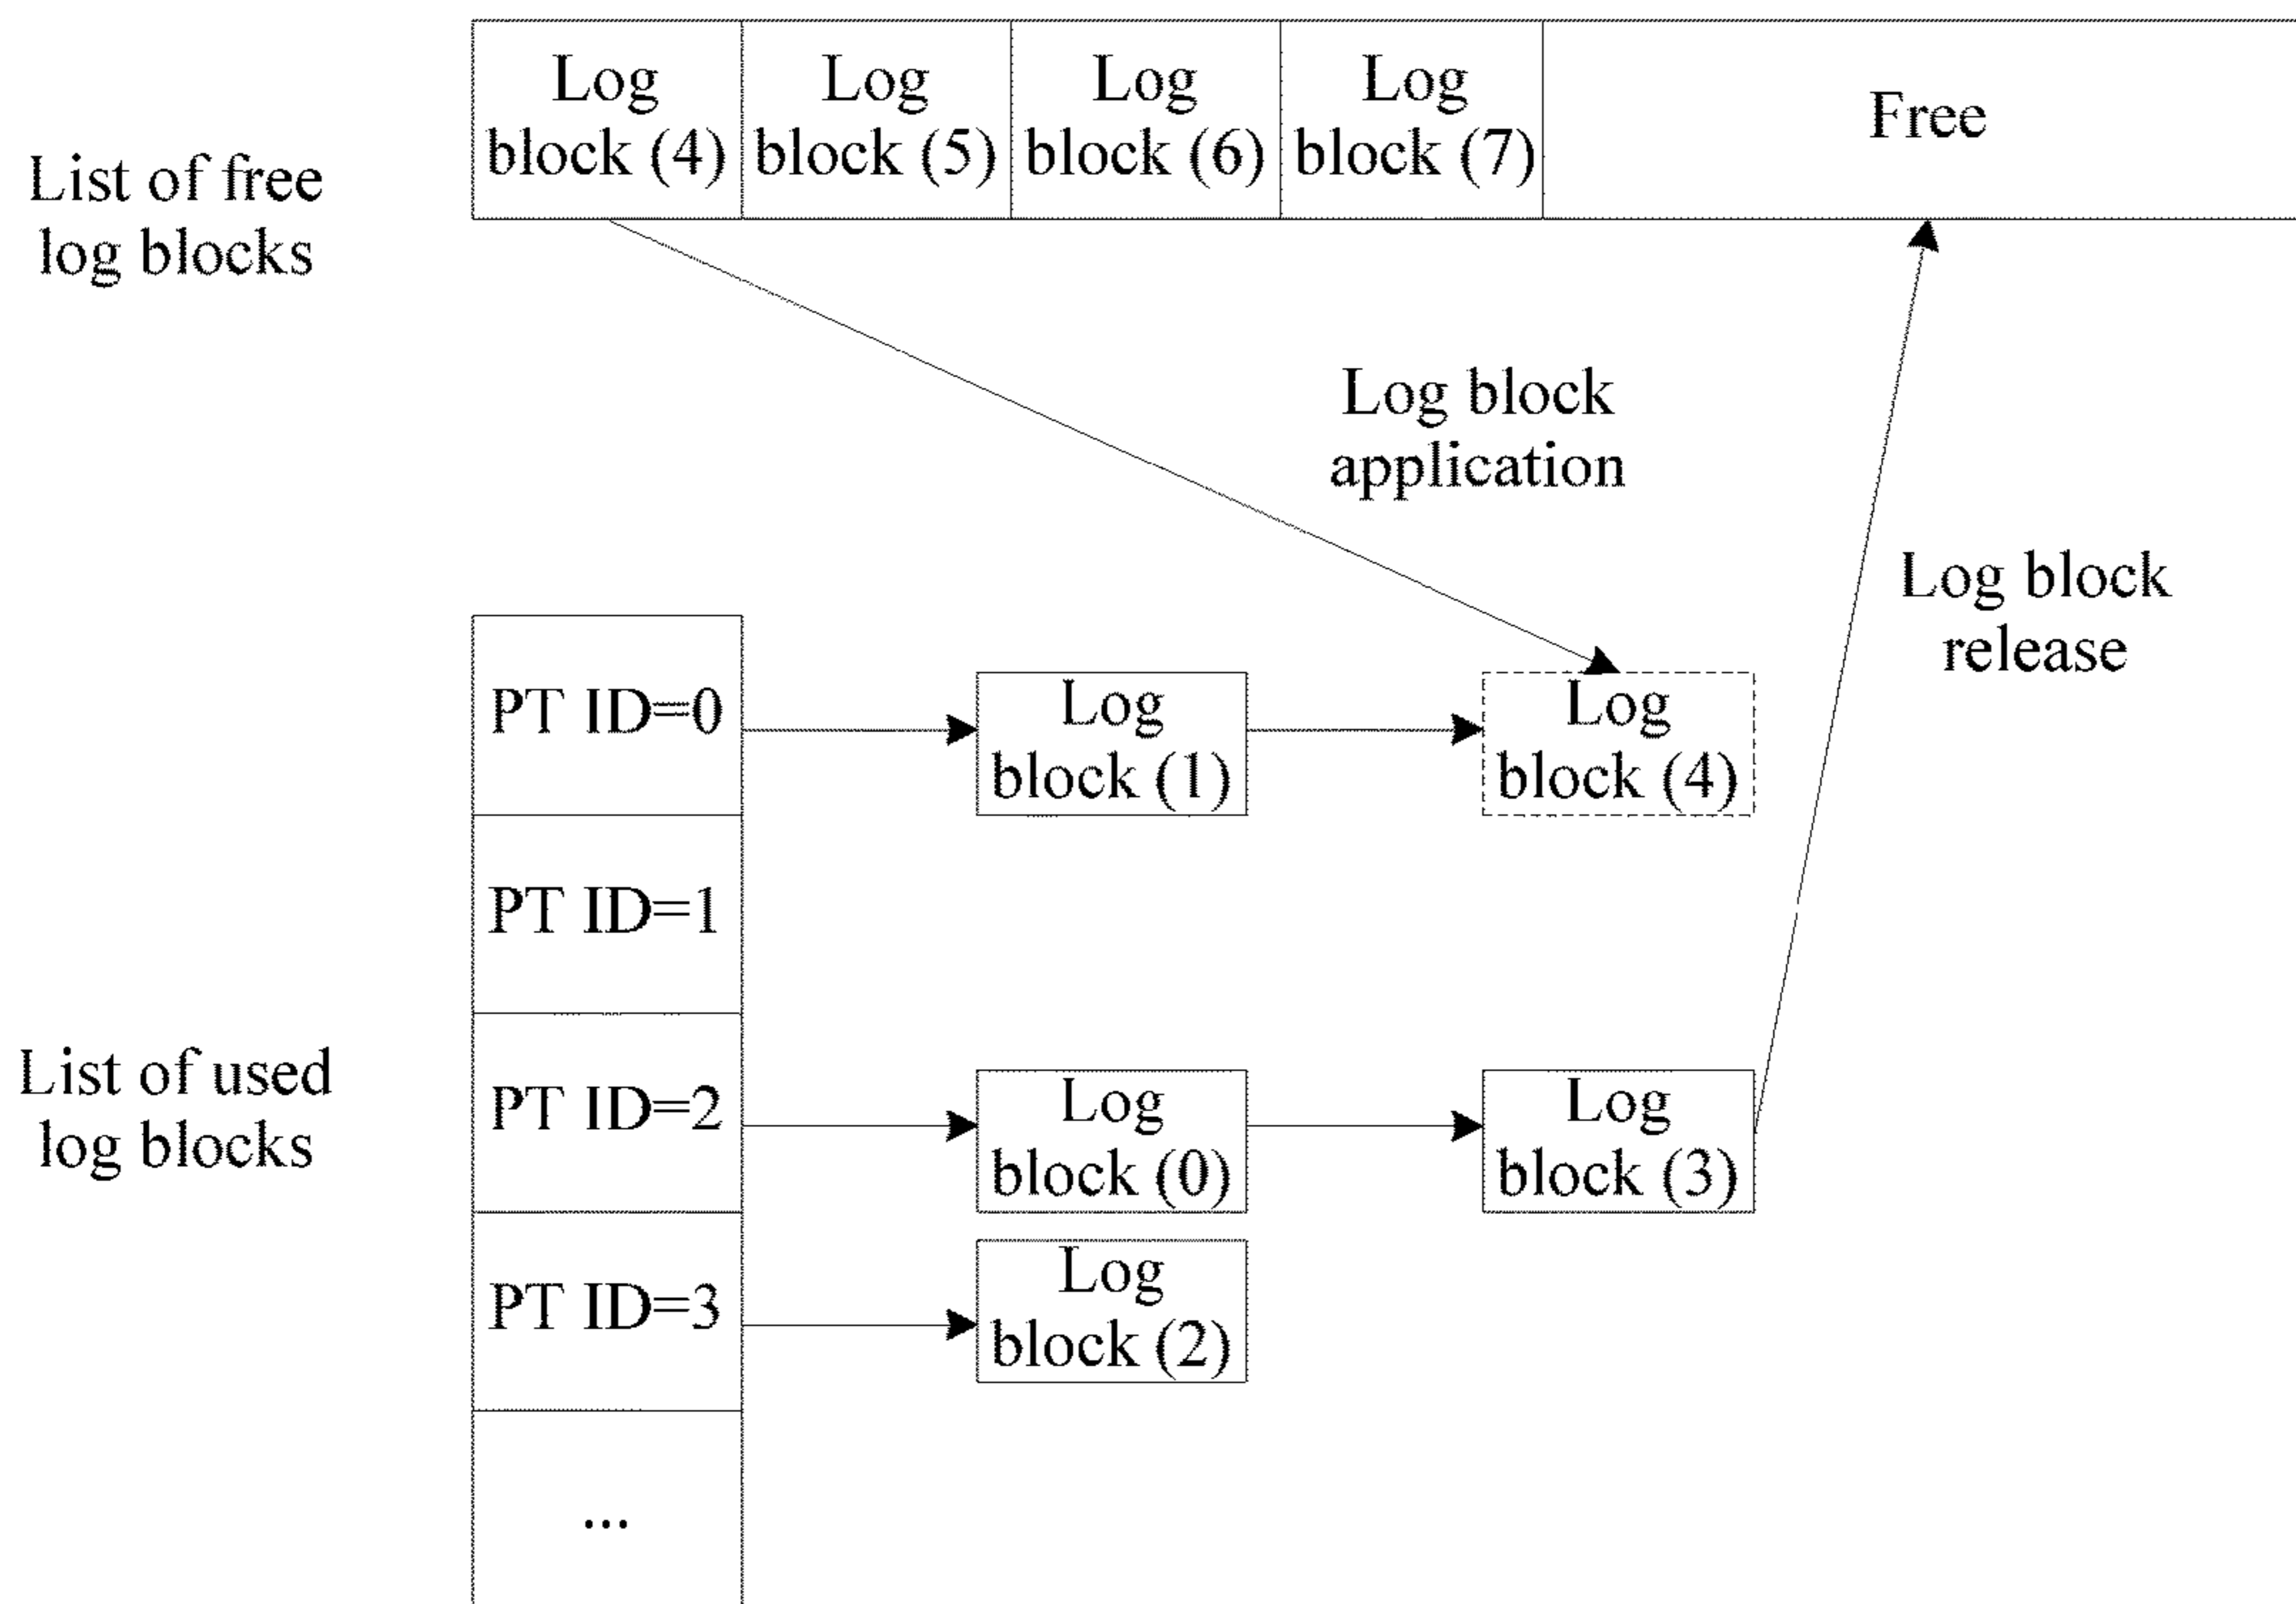 Log
block (4)
Log
block (5)
Log
block (6)
Log
block (7)
Free
List of free
log blocks
Log block
application
Log block
release
PT ID=0
Log
block (1)
Log
block (4)
PT ID=1
List of used
log blocks
PT ID=2
Log
block (0)
Log
block (3)
PT ID=3
Log
block (2)
...